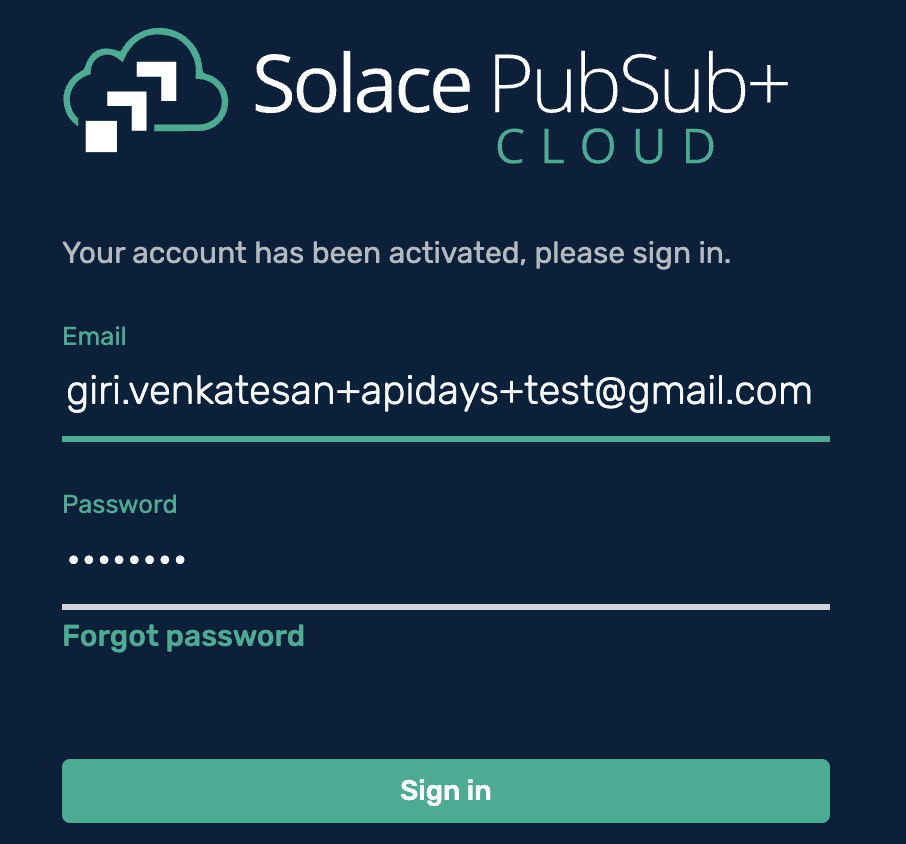 Solace PubSub+
CLOUD
Your account has been activated, please sign in.
Email
giri.venkatesan+apidays+test@gmail.com
Password
••••••••
Forgot password
Sign in